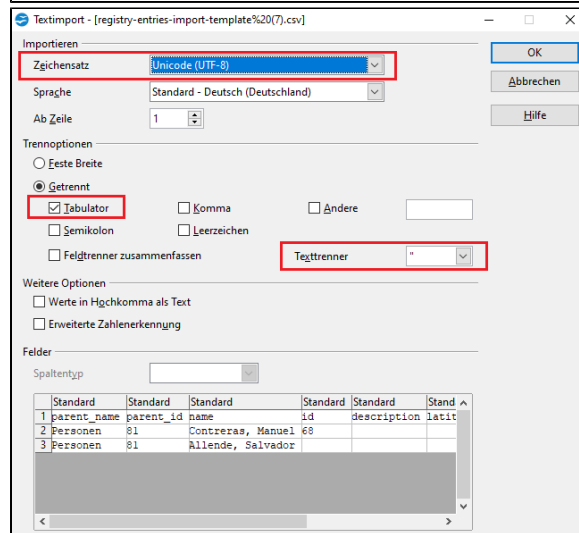 Textimport - [registry-entries-import-template%20(7).csv]
Importieren
Zeichensatz Unicode (UTF-8)
OK
Sprache Standard - Deutsch (Deutschland)
Abbrechen
Ab Zeile 1
Hilfe
Trennoptionen
Feste Breite
Getrennt
Tabulator Komma Andere
Semikolon Leerzeichen
Feldtrenner zusammenfassen Texttrenner "
Weitere Optionen
Werte in Hochkomma als Text
Erweiterte Zahlenerkennung
Felder
Spaltentyp
Standard Standard Standard Standard Standard Stand
1 parent_name parent_id name id description latit
2 Personen 81 Contreras, Manuel 68
3 Personen 81 Allende, Salvador